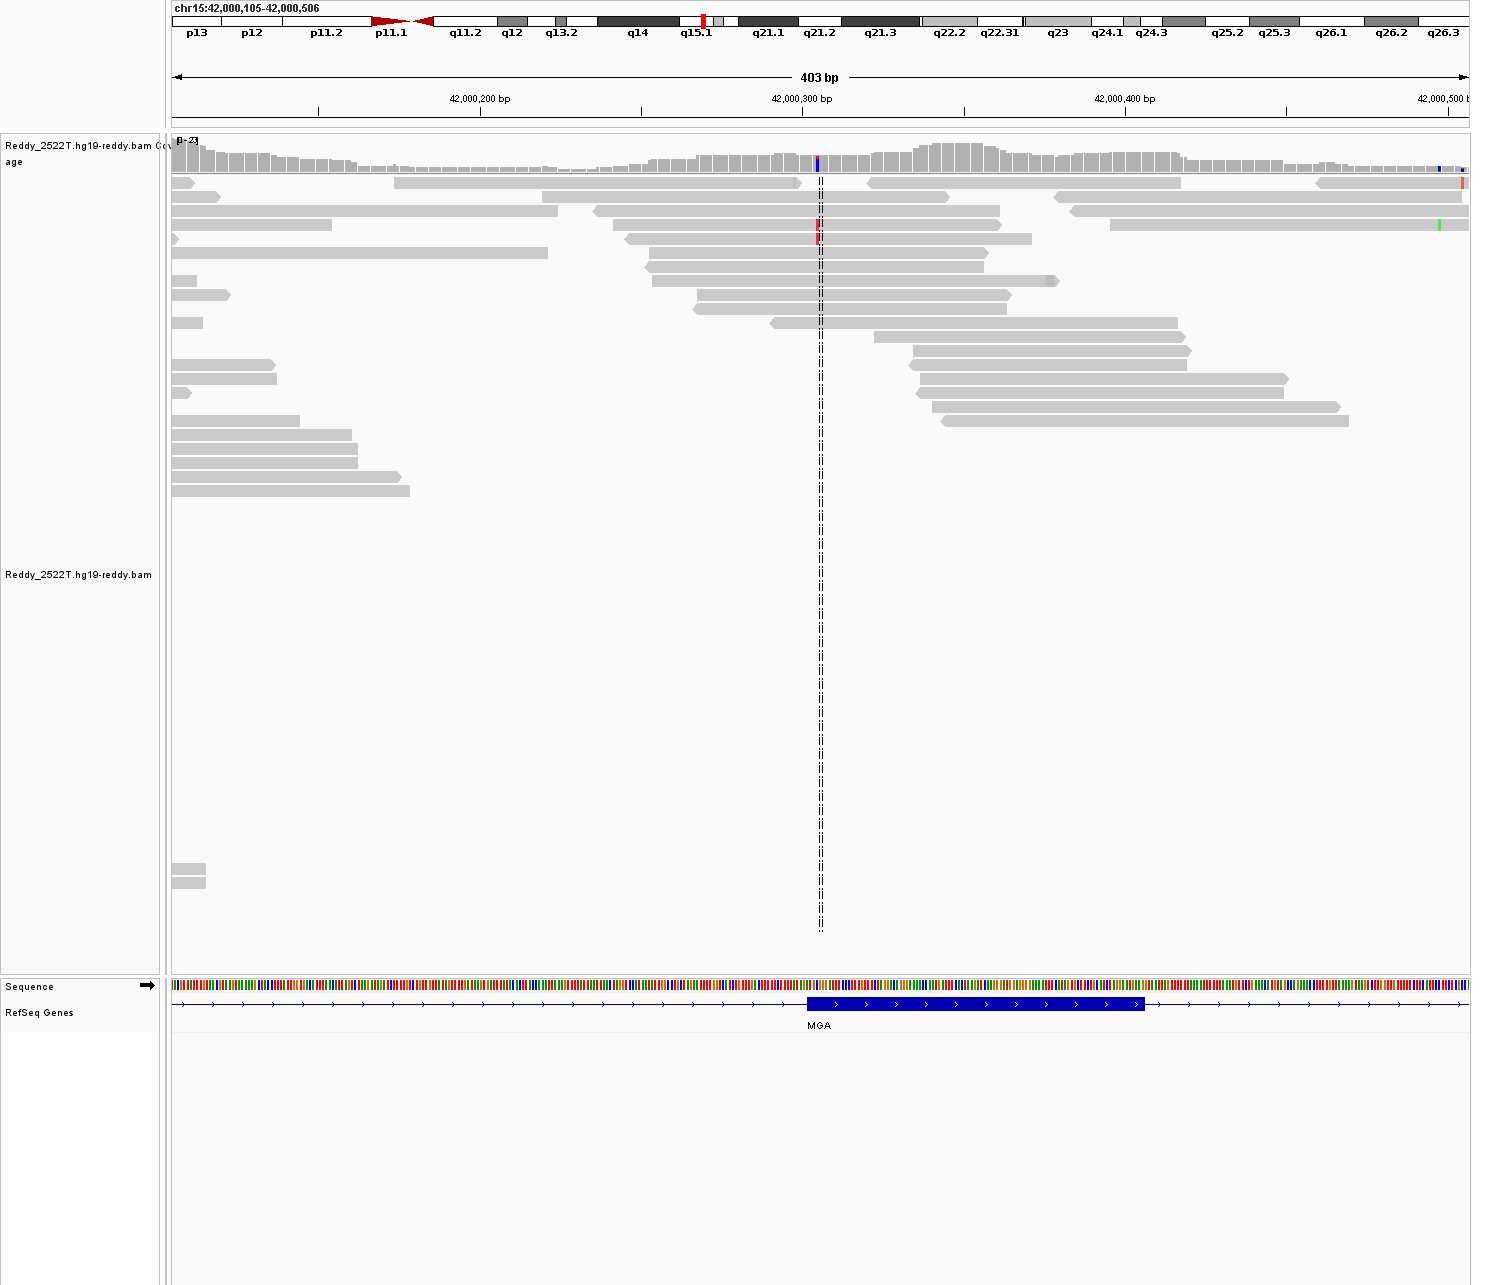 chr15:42,000,105-42,000,506
p13 p12 p11.2 p11.1 q11.2 q12 q13.2 q14 q15.1 q21.1 q21.2 q21.3 q22.2 q22.31 q23 q24.1 q24.3 q25.2 q25.3 q26.1 q26.2 q26.3
403 bp
42,000,200 bp 42,000,300 bp 42,000,400 bp 42,000,500 b
Reddy_2522T.hg19-reddy.bam Cov
age
Reddy_2522T.hg19-reddy.bam
Sequence
RefSeq Genes
MGA